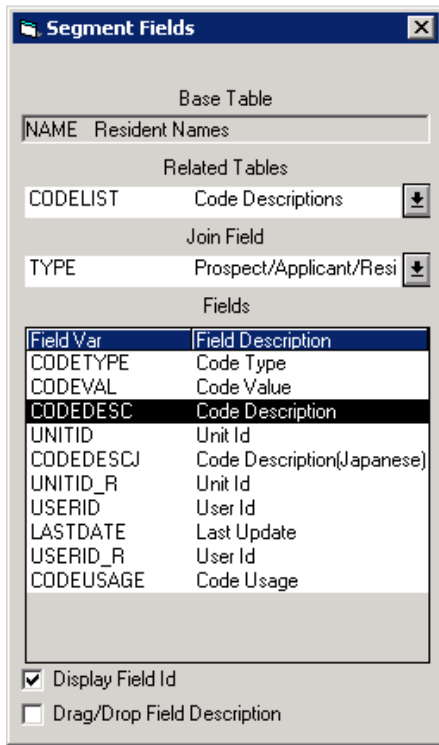 Segment Fields
Base Table
NAME Resident Names
Related Tables
CODELIST Code Descriptions
Join Field
TYPE Prospect/Applicant/Resi
Fields
Field Var Field Description
CODETYPE Code Type
CODEVAL Code Value
CODEDESC Code Description
UNITID Unit Id
CODEDESCJ Code Description(Japanese)
UNITID_R Unit Id
USERID User Id
LASTDATE Last Update
USERID_R User Id
CODEUSAGE Code Usage
Display Field Id
Drag/Drop Field Description